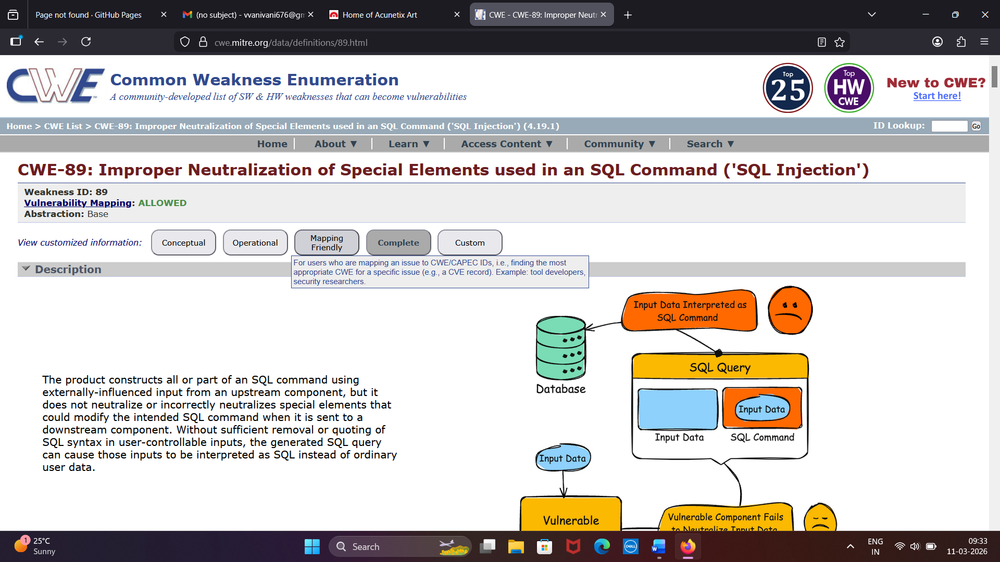 Page not found · GitHub Pages
(no subject) - vvanivani676@gm
Home of Acunetix Art
CWE - CWE-89: Improper Neutr
cwe.mitre.org/data/definitions/89.html
CWE
Common Weakness Enumeration
A community-developed list of SW & HW weaknesses that can become vulnerabilities
Top
25
Top
HW
CWE
New to CWE?
Start here!
Home > CWE List > CWE-89: Improper Neutralization of Special Elements used in an SQL Command ('SQL Injection') (4.19.1)
ID Lookup:
Go
Home
About ▼
Learn ▼
Access Content ▼
Community ▼
Search ▼
CWE-89: Improper Neutralization of Special Elements used in an SQL Command ('SQL Injection')
Weakness ID: 89
Vulnerability Mapping: ALLOWED
Abstraction: Base
View customized information:
Conceptual
Operational
Mapping
Friendly
Complete
Custom
For users who are mapping an issue to CWE/CAPEC IDs, i.e., finding the most
appropriate CWE for a specific issue (e.g., a CVE record). Example: tool developers,
security researchers.
Description
The product constructs all or part of an SQL command using
externally-influenced input from an upstream component, but it
does not neutralize or incorrectly neutralizes special elements that
could modify the intended SQL command when it is sent to a
downstream component. Without sufficient removal or quoting of
SQL syntax in user-controllable inputs, the generated SQL query
can cause those inputs to be interpreted as SQL instead of ordinary
user data.
Input Data Interpreted as
SQL Command
Database
SQL Query
Input Data
Input Data
SQL Command
Input Data
Vulnerable
Vulnerable Component Fails
to Neutralize Input Data
1
25°C
Sunny
Search
DELL
W
ENG
IN
09:33
11-03-2026